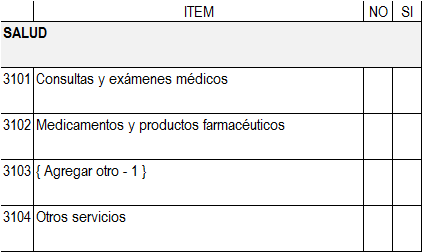 ITEM NO SI
SALUD
3101 Consultas y exámenes médicos
3102 Medicamentos y productos farmacéuticos
3103 { Agregar otro - 1 }
3104 Otros servicios